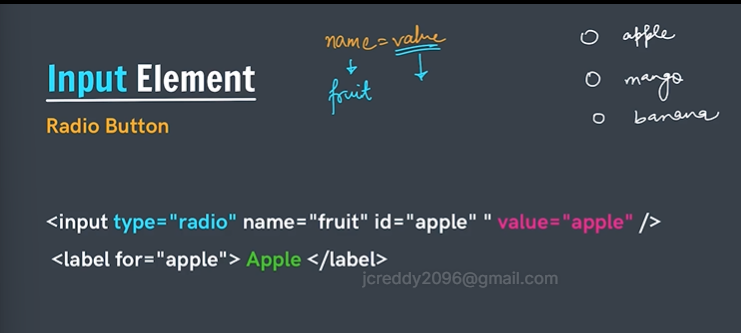 name = value
fruit
apple
mango
banana
Input Element
Radio Button
<input type="radio" name="fruit" id="apple" " value="apple" />
<label for="apple"> Apple </label>
jcreddy2096@gmail.com